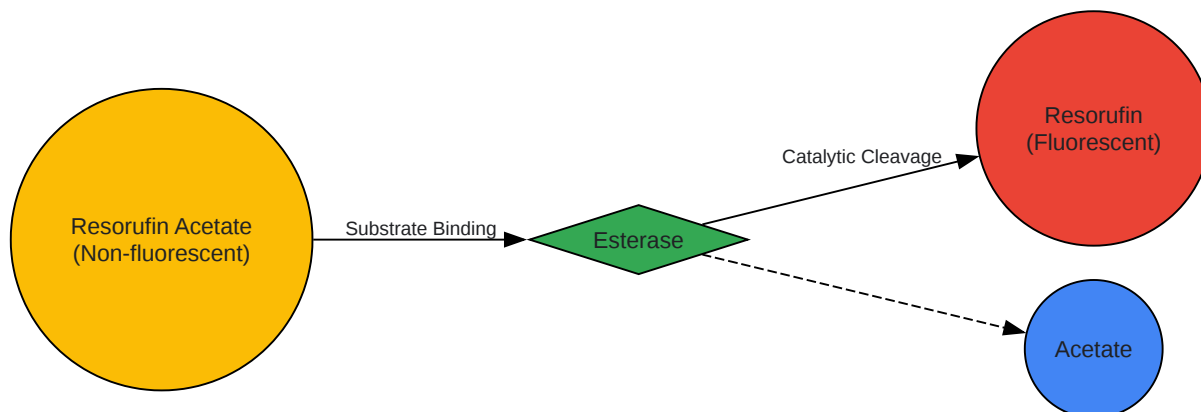 Resorufin Acetate
(Non-fluorescent)
Substrate Binding
Esterase
Catalytic Cleavage
Resorufin
(Fluorescent)
Acetate